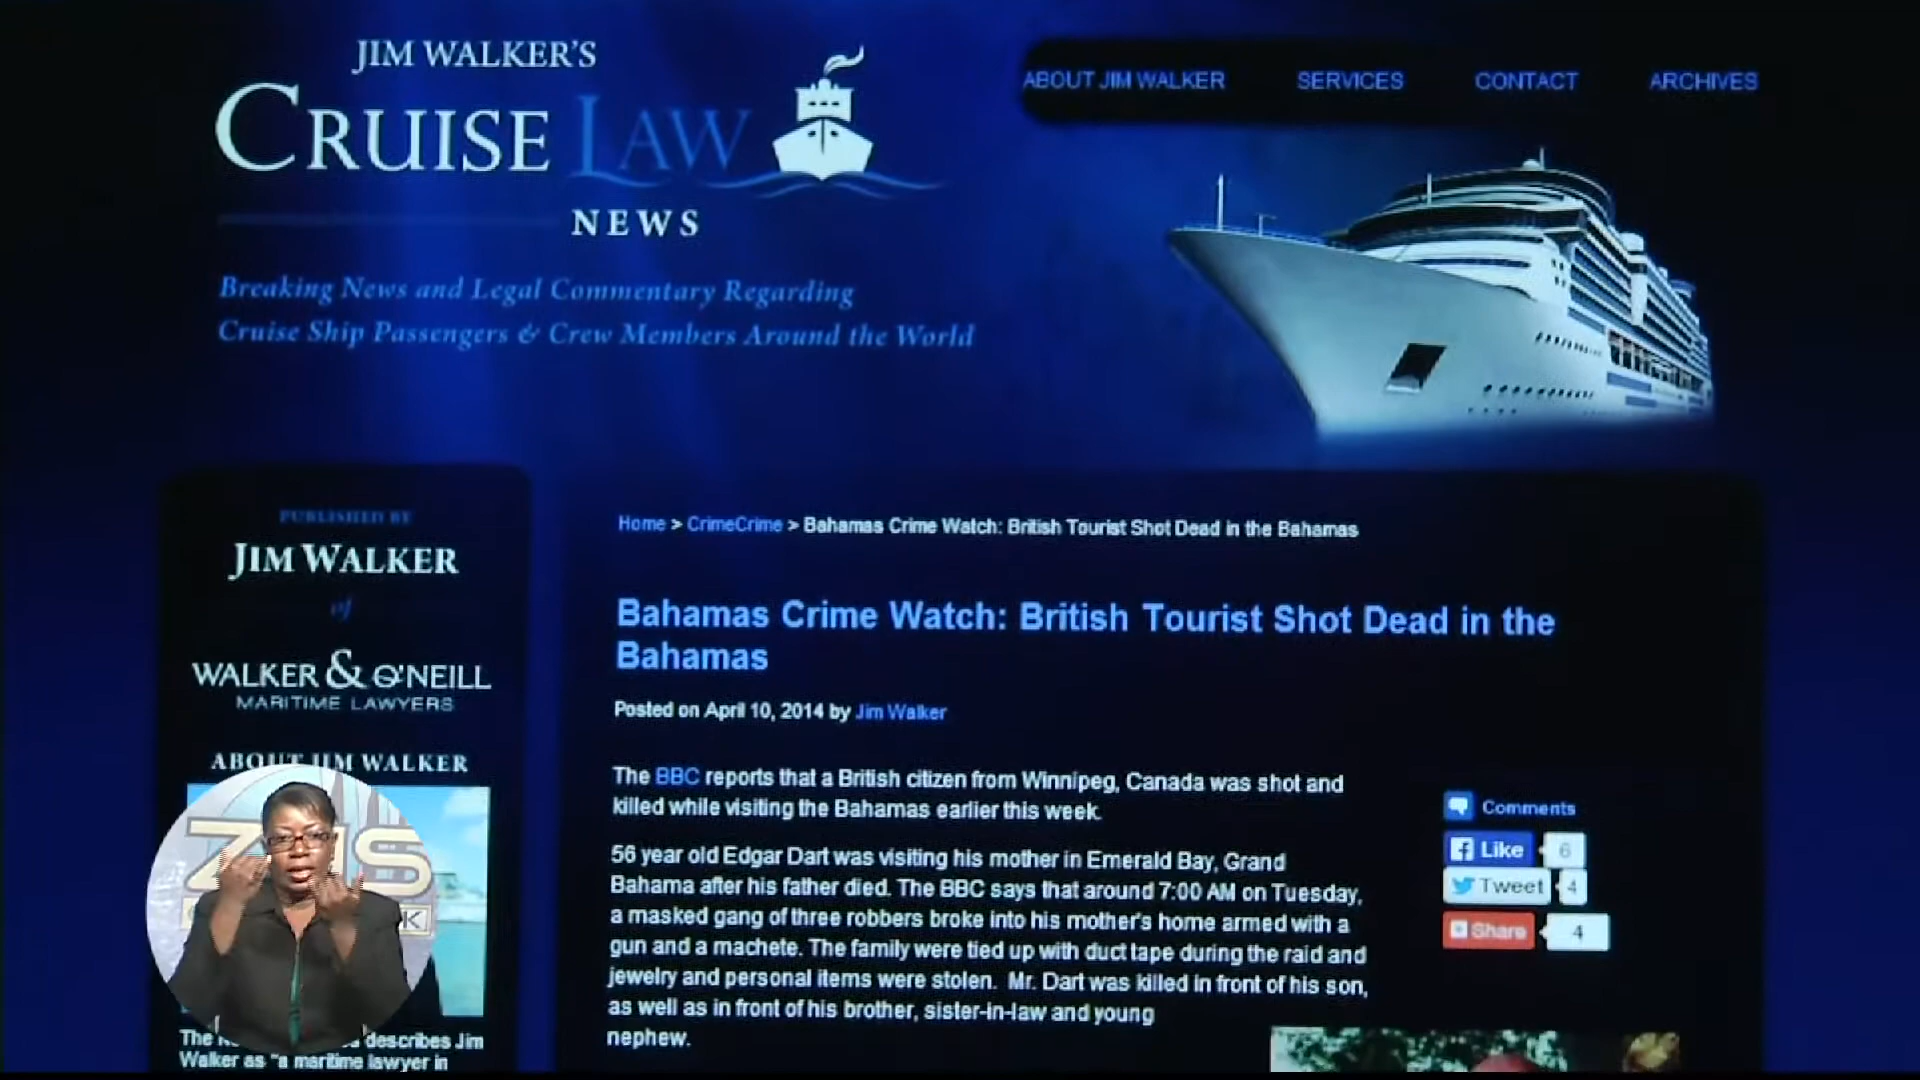 JIM WALKER'S
CRUISE LAW
NEWS
Breaking News and Legal Commentary Regarding
Cruise Ship Passengers & Crew Members Around the World
ABOUT JIM WALKER
SERVICES
CONTACT
ARCHIVES
PUBLISHED BY
JIM WALKER
of
WALKER & O'NEILL
MARITIME LAWYERS
ABOUT JIM WALKER
The
describes Jim
Walker as "a maritime lawyer in
Home > CrimeCrime > Bahamas Crime Watch: British Tourist Shot Dead in the Bahamas
Bahamas Crime Watch: British Tourist Shot Dead in the
Bahamas
Posted on April 10, 2014 by Jim Walker
The BBC reports that a British citizen from Winnipeg, Canada was shot and
killed while visiting the Bahamas earlier this week.
56 year old Edgar Dart was visiting his mother in Emerald Bay, Grand
Bahama after his father died. The BBC says that around 7:00 AM on Tuesday,
a masked gang of three robbers broke into his mother's home armed with a
gun and a machete. The family were tied up with duct tape during the raid and
jewelry and personal items were stolen. Mr. Dart was killed in front of his son,
as well as in front of his brother, sister-in-law and young
nephew.
Comments
Like 6
Tweet 4
Share 4